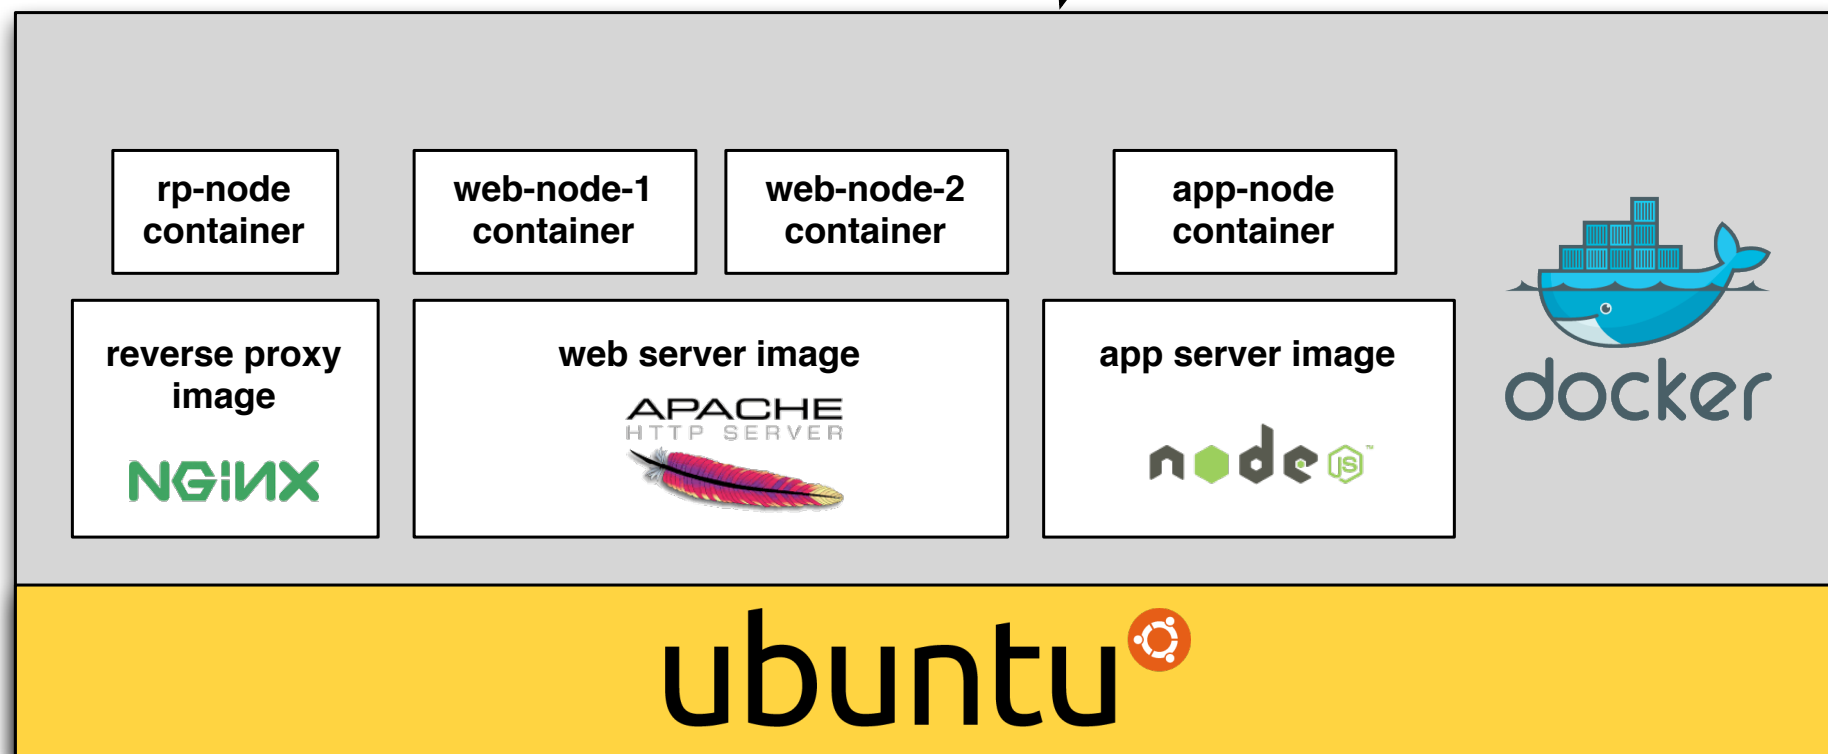 rp-node
container
web-node-1
container
web-node-2
container
app-node
container
reverse proxy
image
NGiNX
web server image
APACHE
HTTP SERVER
app server image
node JS ™
docker
ubuntu